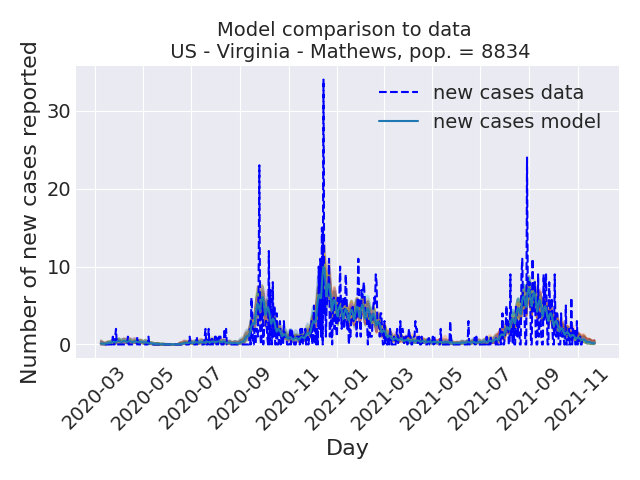 Model comparison to data
US - Virginia - Mathews, pop. = 8834
Number of new cases reported
30
20
10
0
new cases data
new cases model
2020-03
2020-05
2020-07
2020-09
2020-11
2021-01
2021-03
2021-05
2021-07
2021-09
2021-11
Day